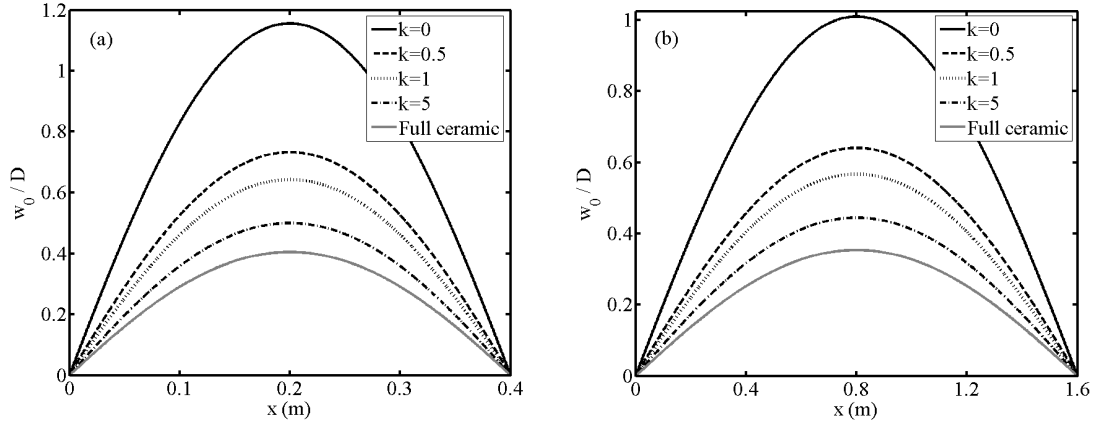 (a)
k=0
k=0.5
k=1
k=5
Full ceramic
w0 / D
1.2
1
0.8
0.6
0.4
0.2
0
0 0.1 0.2 0.3 0.4
x (m)
(b)
k=0
k=0.5
k=1
k=5
Full ceramic
w0 / D
1
0.8
0.6
0.4
0.2
0
0 0.4 0.8 1.2 1.6
x (m)